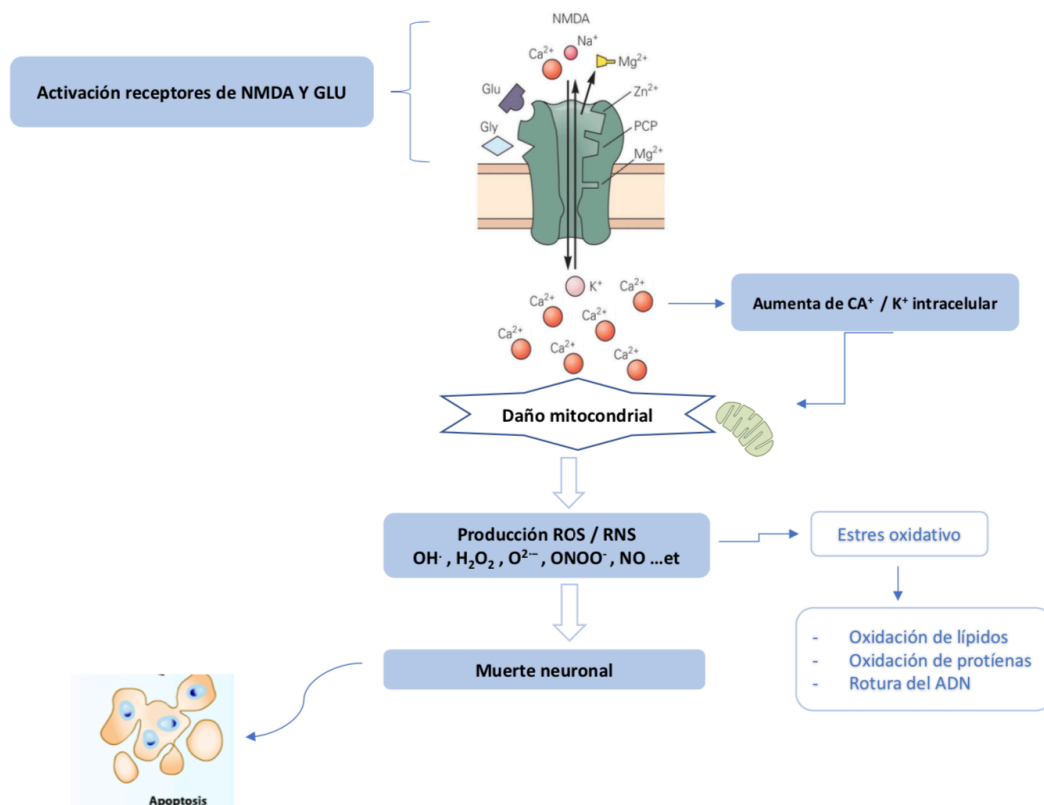 NMDA
Na⁺
Ca²⁺
Mg²⁺
Activación receptores de NMDA Y GLU
Glu
Zn²⁺
Gly
PCP
Mg²⁺
K⁺
Ca²⁺
Ca²⁺
Ca²⁺
Ca²⁺
Ca²⁺
Ca²⁺
Aumenta de CA⁺ / K⁺ intracelular
Daño mitocondrial
Producción ROS / RNS
OH· , H₂O₂ , O²·– , ONOO⁻ , NO …et
Estres oxidativo
- Oxidación de lípidos
- Oxidación de protíenas
- Rotura del ADN
Muerte neuronal
Apoptosis